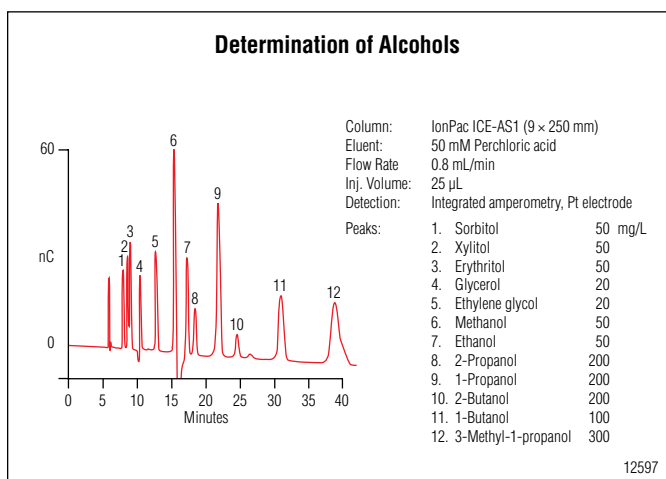 Determination of Alcohols
Column: IonPac ICE-AS1 (9 × 250 mm)
Eluent: 50 mM Perchloric acid
Flow Rate 0.8 mL/min
Inj. Volume: 25 µL
Detection: Integrated amperometry, Pt electrode
Peaks: 1. Sorbitol 50 mg/L
2. Xylitol 50
3. Erythritol 50
4. Glycerol 20
5. Ethylene glycol 20
6. Methanol 50
7. Ethanol 50
8. 2-Propanol 200
9. 1-Propanol 200
10. 2-Butanol 200
11. 1-Butanol 100
12. 3-Methyl-1-propanol 300
60
nC
0
1
2
3
4
5
6
7
8
9
10
11
12
0 5 10 15 20 25 30 35 40
Minutes
12597